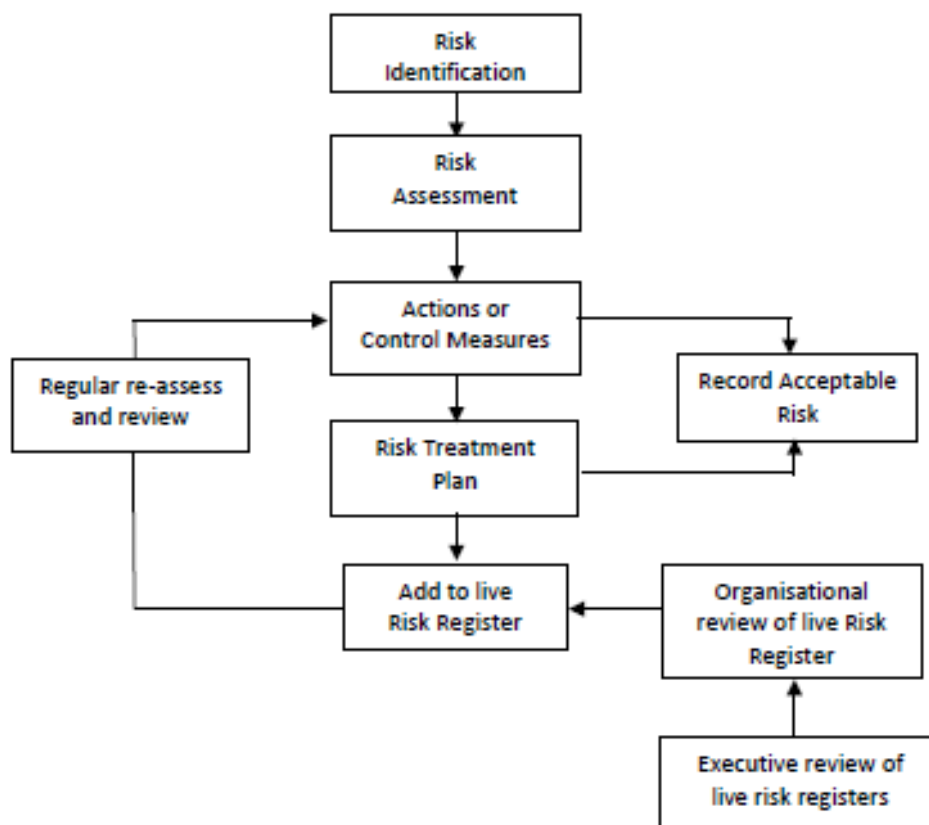 Risk
Identification
Risk
Assessment
Actions or
Control Measures
Regular re-assess
and review
Record Acceptable
Risk
Risk Treatment
Plan
Add to live
Risk Register
Organisational
review of live Risk
Register
Executive review of
live risk registers